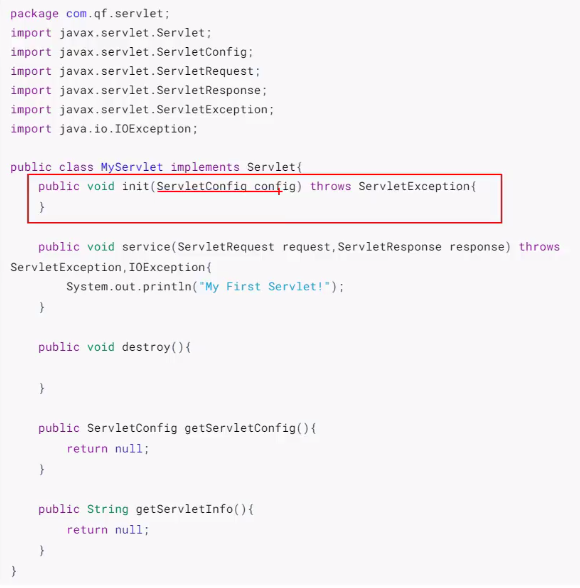 package com.qf.servlet;
import javax.servlet.Servlet;
import javax.servlet.ServletConfig;
import javax.servlet.ServletRequest;
import javax.servlet.ServletResponse;
import javax.servlet.ServletException;
import java.io.IOException;

public class MyServlet implements Servlet{
    public void init(ServletConfig config) throws ServletException{
    }

    public void service(ServletRequest request,ServletResponse response) throws
ServletException,IOException{
        System.out.println("My First Servlet!");
    }

    public void destroy(){

    }

    public ServletConfig getServletConfig(){
        return null;
    }

    public String getServletInfo(){
        return null;
    }
}